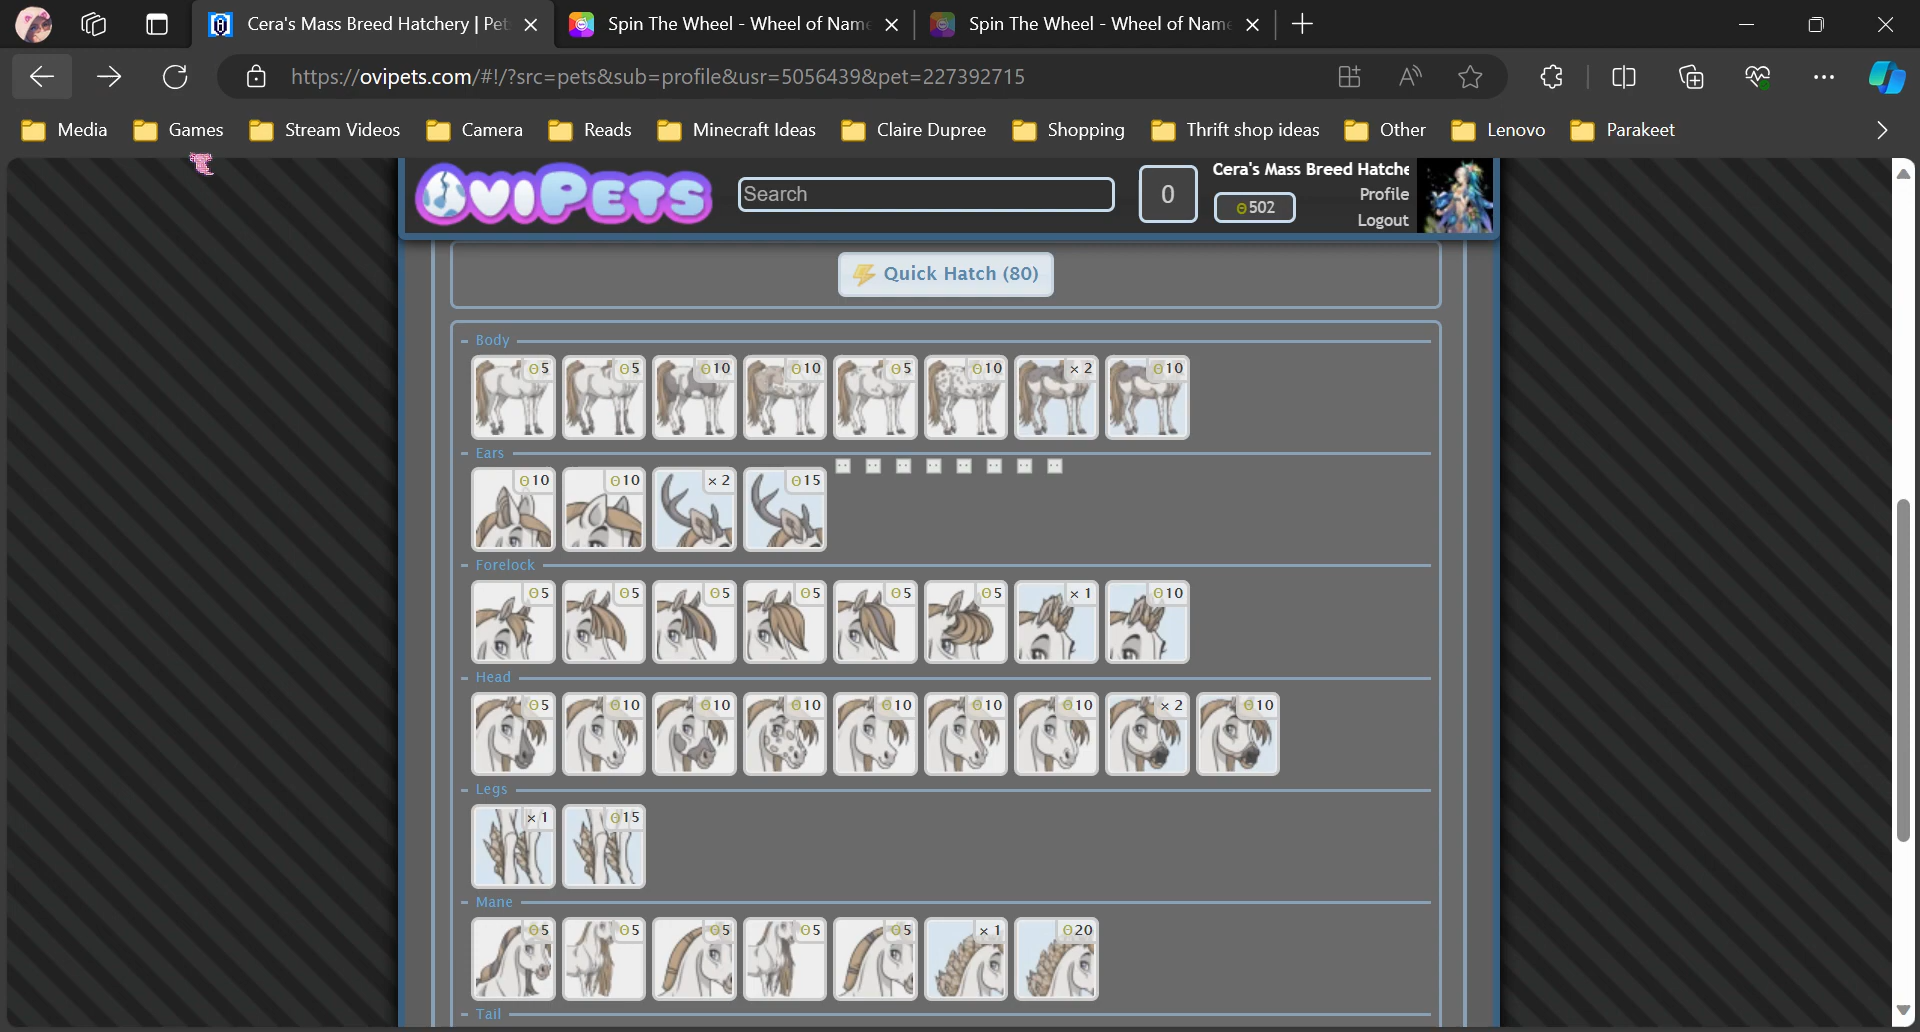 Cera's Mass Breed Hatchery | Pet
Spin The Wheel - Wheel of Name
Spin The Wheel - Wheel of Name
https://ovipets.com/#!/?src=pets&sub=profile&usr=5056439&pet=227392715
Media Games Stream Videos Camera Reads Minecraft Ideas Claire Dupree Shopping Thrift shop ideas Other Lenovo Parakeet
OviPets
Search
0
Cera's Mass Breed Hatche
502
Profile
Logout
Quick Hatch (80)
Body
5 5 10 10 5 10 × 2 10
Ears
10 10 × 2 15
Forelock
5 5 5 5 5 5 × 1 10
Head
5 10 10 10 10 10 10 × 2 10
Legs
× 1 15
Mane
5 5 5 5 5 × 1 20
Tail